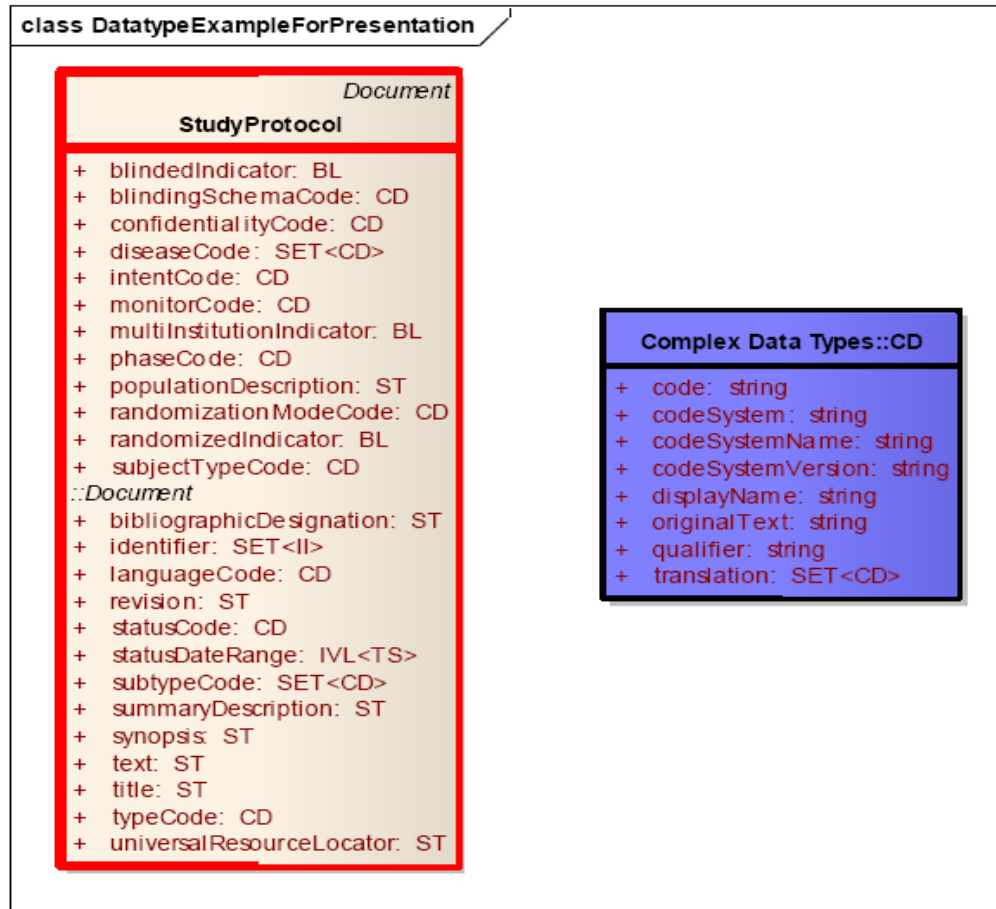 class DatatypeExampleForPresentation
Document
StudyProtocol
+ blindedIndicator: BL
+ blindingSchemaCode: CD
+ confidentialityCode: CD
+ diseaseCode: SET<CD>
+ intentCode: CD
+ monitorCode: CD
+ multiInstitutionIndicator: BL
+ phaseCode: CD
+ populationDescription: ST
+ randomizationModeCode: CD
+ randomizedIndicator: BL
+ subjectTypeCode: CD
::Document
+ bibliographicDesignation: ST
+ identifier: SET<II>
+ languageCode: CD
+ revision: ST
+ statusCode: CD
+ statusDateRange: IVL<TS>
+ subtypeCode: SET<CD>
+ summaryDescription: ST
+ synopsis: ST
+ text: ST
+ title: ST
+ typeCode: CD
+ universalResourceLocator: ST
Complex Data Types::CD
+ code: string
+ codeSystem: string
+ codeSystemName: string
+ codeSystemVersion: string
+ displayName: string
+ originalText: string
+ qualifier: string
+ translation: SET<CD>